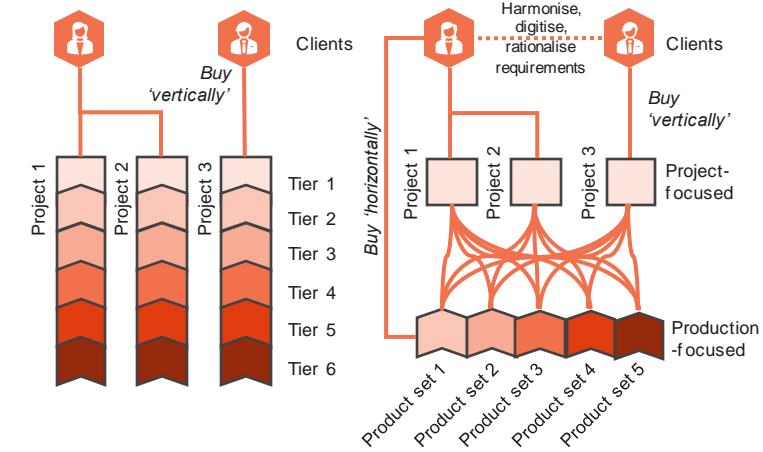 Clients
Buy
‘vertically’
Project 1
Project 2
Project 3
Tier 1
Tier 2
Tier 3
Tier 4
Tier 5
Tier 6
Harmonise,
digitise,
rationalise
requirements
Clients
Buy ‘horizontally’
Buy
‘vertically’
Project 1
Project 2
Project 3
Project-
focused
Production
-focused
Product set 1
Product set 2
Product set 3
Product set 4
Product set 5